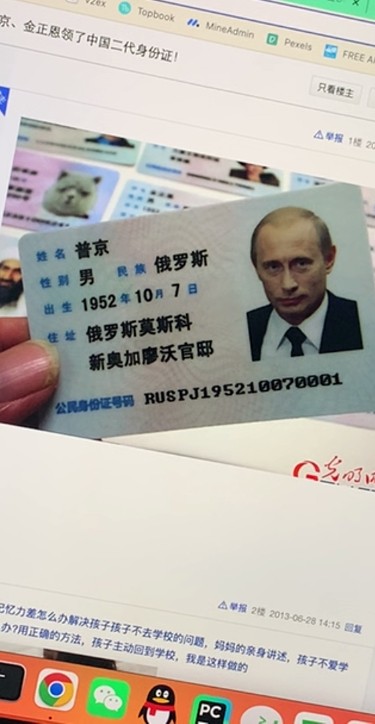 vzex
Topbook
MineAdmin
Pexels
FREE
京、金正恩领了中国二代身份证！
只看楼主
举报 1楼 20
姓名 普京
性别 男 民族 俄罗斯
出生 1952 年 10 月 7 日
住址 俄罗斯莫斯科
新奥加廖沃官邸
公民身份证号码 RUSPJ195210070001
光明
举报 2楼 2013-06-28 14:15 回复
记忆力差怎么办解决孩子孩子不去学校的问题，妈妈的亲身讲述，孩子不爱学
办?用正确的方法，孩子主动回到学校，我是这样做的
PC